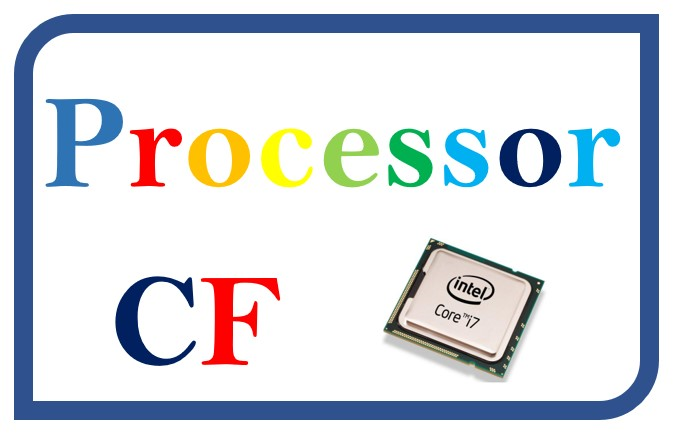 Processor
CF
intel
Core™ i7